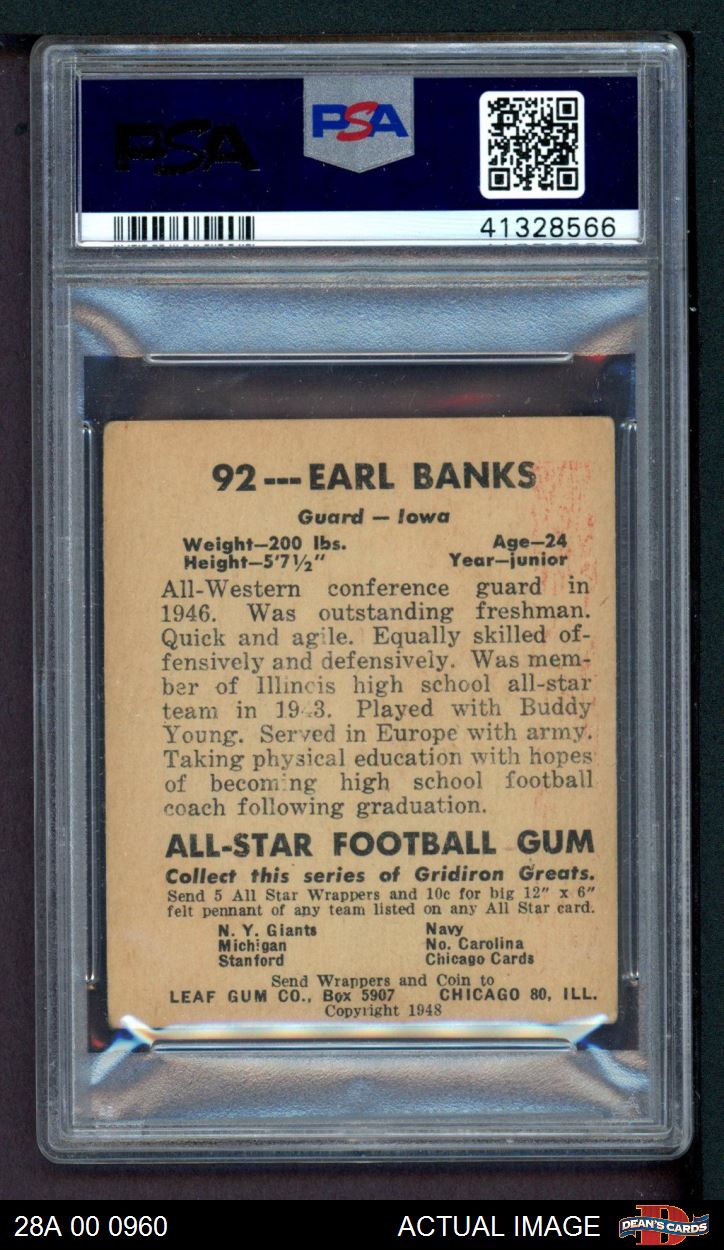 PSA
PSA
41328566
92---EARL BANKS
Guard — Iowa
Weight—200 lbs. Age—24
Height—5'7½" Year—junior
All-Western conference guard in
1946. Was outstanding freshman.
Quick and agile. Equally skilled of-
fensively and defensively. Was mem-
ber of Illinois high school all-star
team in 19 3. Played with Buddy
Young. Served in Europe with army.
Taking physical education with hopes
of becoming high school football
coach following graduation.
ALL-STAR FOOTBALL GUM
Collect this series of Gridiron Greats.
Send 5 All Star Wrappers and 10c for big 12" x 6"
felt pennant of any team listed on any All Star card.
N. Y. Giants Navy
Michigan No. Carolina
Stanford Chicago Cards
Send Wrappers and Coin to
LEAF GUM CO., Box 5907 CHICAGO 80, ILL.
Copyright 1948
28A 00 0960 ACTUAL IMAGE DEAN'S CARDS